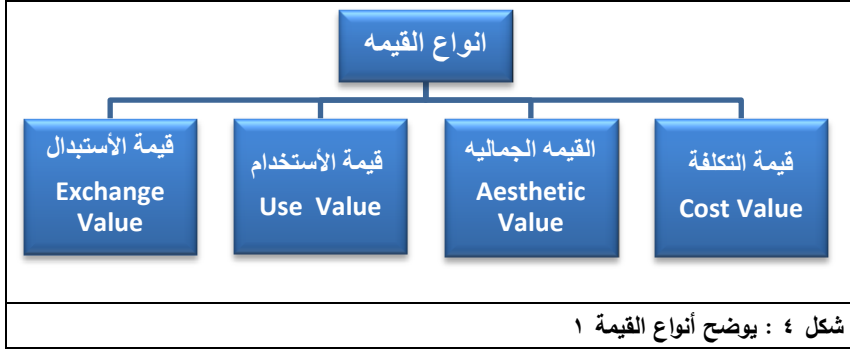 انواع القيمه
قيمة التكلفة
Cost Value
القيمه الجماليه
Aesthetic
Value
قيمة الأستخدام
Use Value
قيمة الأستبدال
Exchange
Value
شكل ٤ : يوضح أنواع القيمة ١